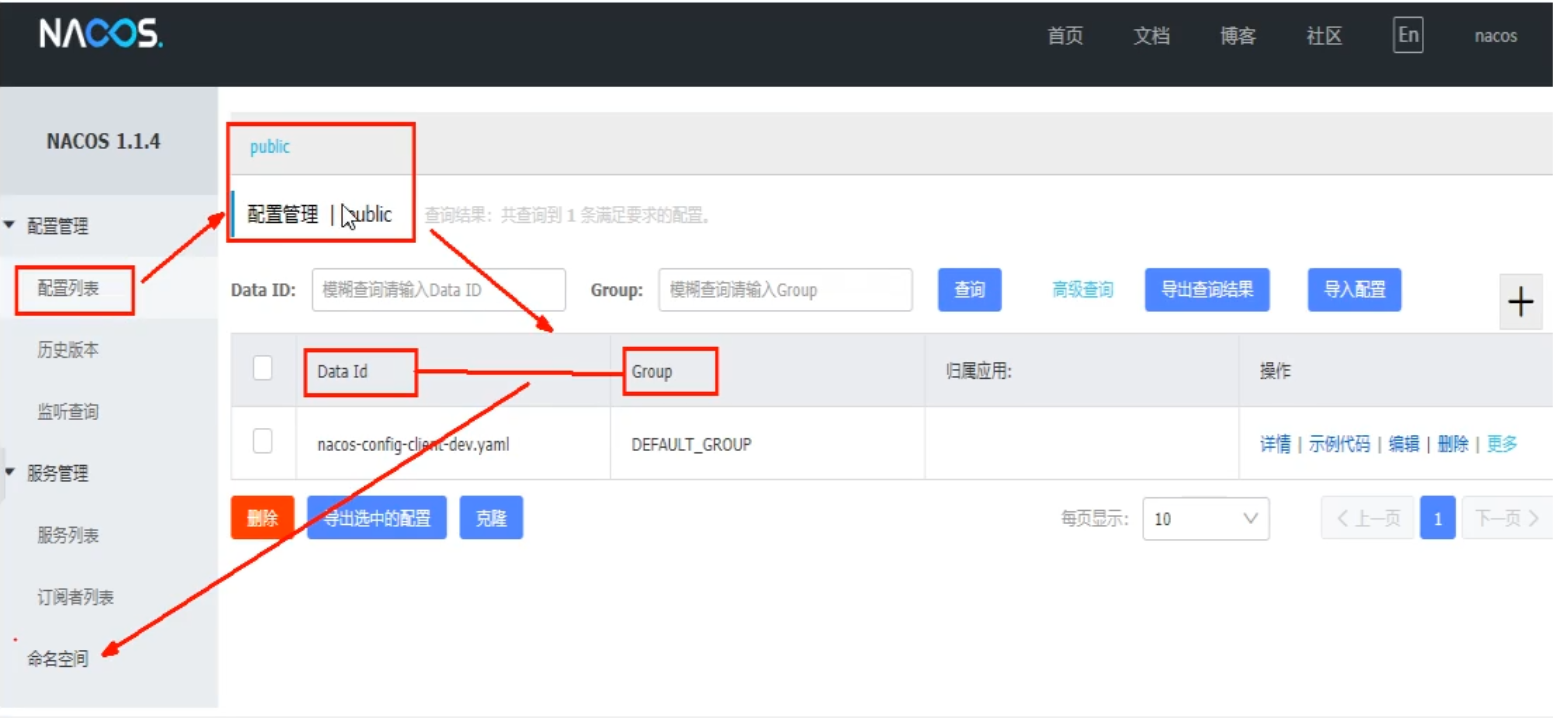 NACOS.
首页 文档 博客 社区 En nacos
NACOS 1.1.4
配置管理
配置列表
历史版本
监听查询
服务管理
服务列表
订阅者列表
命名空间
public
配置管理 | public 查询结果：共查询到 1 条满足要求的配置。
Data ID: 模糊查询请输入Data ID Group: 模糊查询请输入Group 查询 高级查询 导出查询结果 导入配置 +
Data Id Group 归属应用: 操作
nacos-config-client-dev.yaml DEFAULT_GROUP 详情 | 示例代码 | 编辑 | 删除 | 更多
删除 导出选中的配置 克隆 每页显示: 10 < 上一页 1 下一页 >